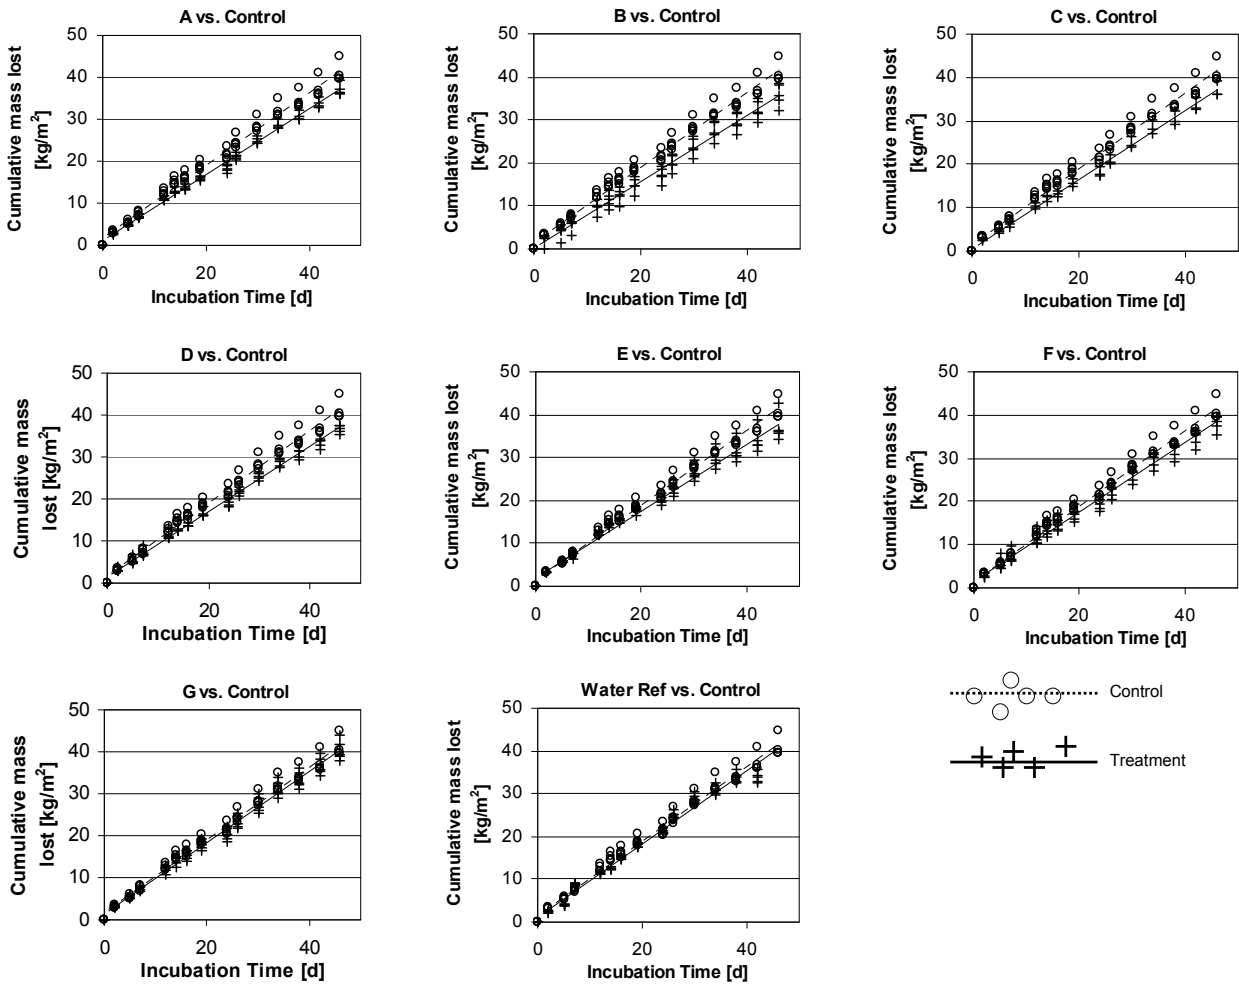 A vs. Control
50
40
30
20
10
0
0 20 40
Cumulative mass lost
[kg/m²]
Incubation Time [d]
B vs. Control
50
40
30
20
10
0
0 20 40
Cumulative mass lost
[kg/m²]
Incubation Time [d]
C vs. Control
50
40
30
20
10
0
0 20 40
Cumulative mass lost
[kg/m²]
Incubation Time [d]
D vs. Control
50
40
30
20
10
0
0 20 40
Cumulative mass
lost [kg/m²]
Incubation Time [d]
E vs. Control
50
40
30
20
10
0
0 20 40
Cumulative mass lost
[kg/m²]
Incubation Time [d]
F vs. Control
50
40
30
20
10
0
0 20 40
Cumulative mass lost
[kg/m²]
Incubation Time [d]
G vs. Control
50
40
30
20
10
0
0 20 40
Cumulative mass
lost [kg/m²]
Incubation Time [d]
Water Ref vs. Control
50
40
30
20
10
0
0 20 40
Cumulative mass lost
[kg/m²]
Incubation Time [d]
Control
Treatment